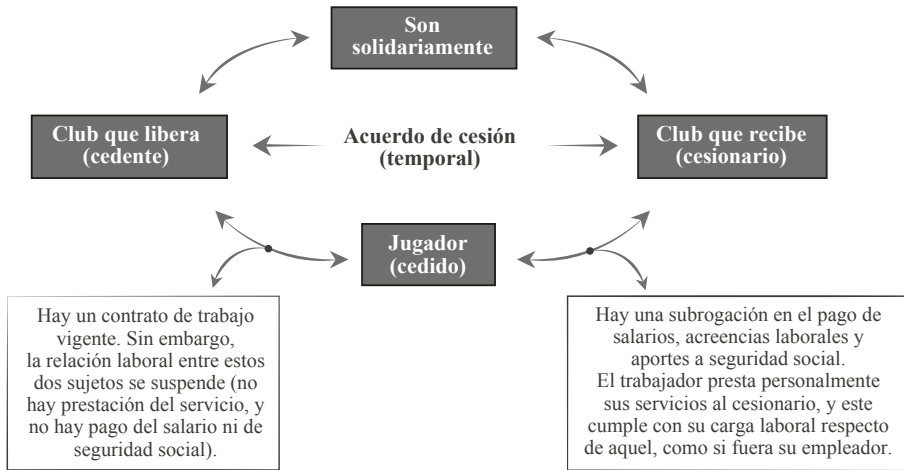 Son
solidariamente
Club que libera
(cedente)
Acuerdo de cesión
(temporal)
Club que recibe
(cesionario)
Jugador
(cedido)
Hay un contrato de trabajo
vigente. Sin embargo,
la relación laboral entre estos
dos sujetos se suspende (no
hay prestación del servicio, y
no hay pago del salario ni de
seguridad social).
Hay una subrogación en el pago de
salarios, acreencias laborales y
aportes a seguridad social.
El trabajador presta personalmente
sus servicios al cesionario, y este
cumple con su carga laboral respecto
de aquel, como si fuera su empleador.